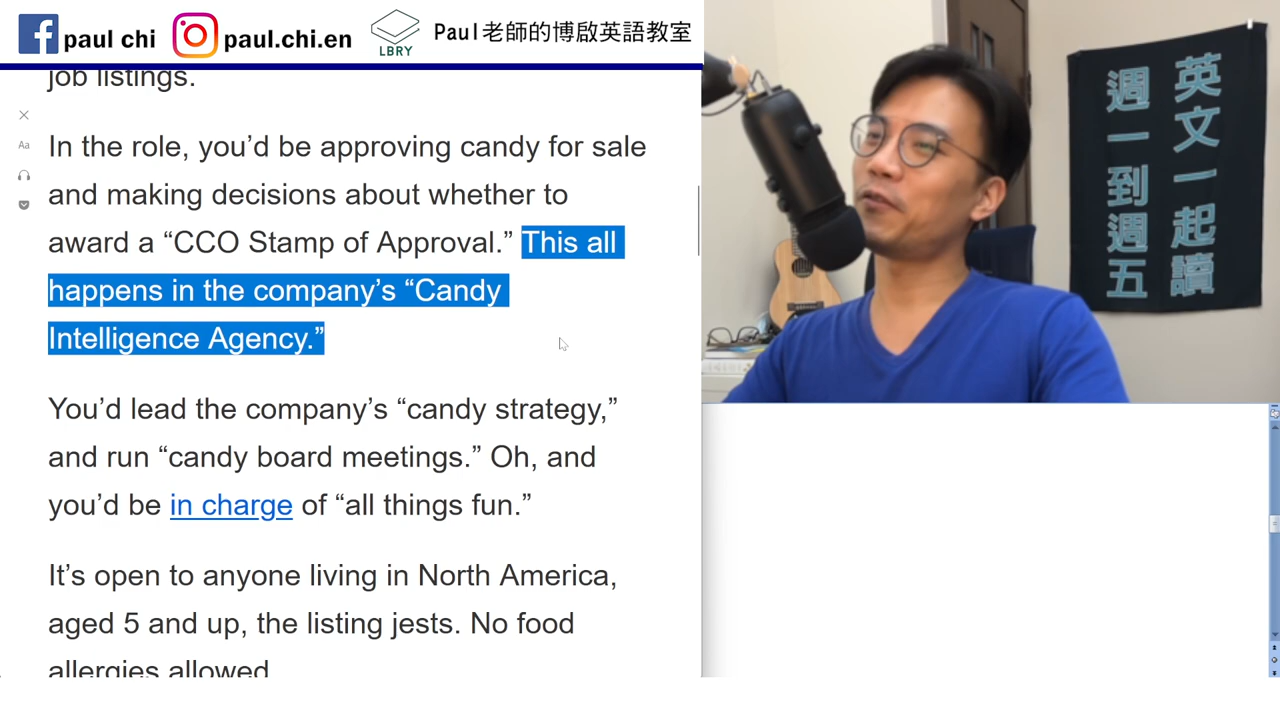 paul chi
paul.chi.en
LBRY
Paul老師的博啟英語教室
job listings.
In the role, you’d be approving candy for sale
and making decisions about whether to
award a “CCO Stamp of Approval.” This all
happens in the company’s “Candy
Intelligence Agency.”
You’d lead the company’s “candy strategy,”
and run “candy board meetings.” Oh, and
you’d be in charge of “all things fun.”
It’s open to anyone living in North America,
aged 5 and up, the listing jests. No food
allergies allowed
Aa
英文一起讀
週一到週五